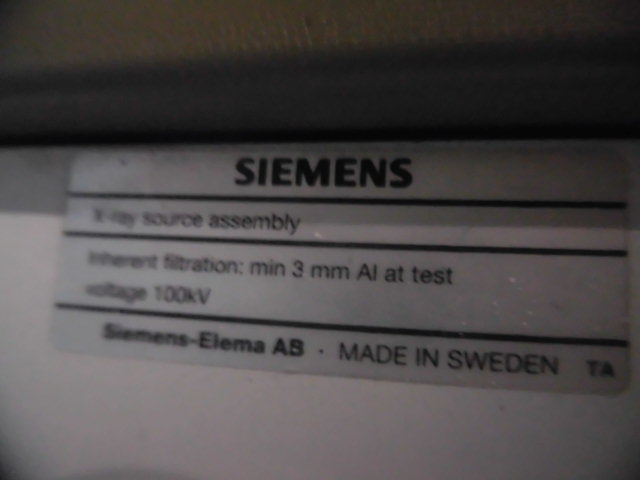 SIEMENS
X-ray source assembly
Inherent filtration: min 3 mm Al at test
voltage 100kV
Siemens-Elema AB · MADE IN SWEDEN TA